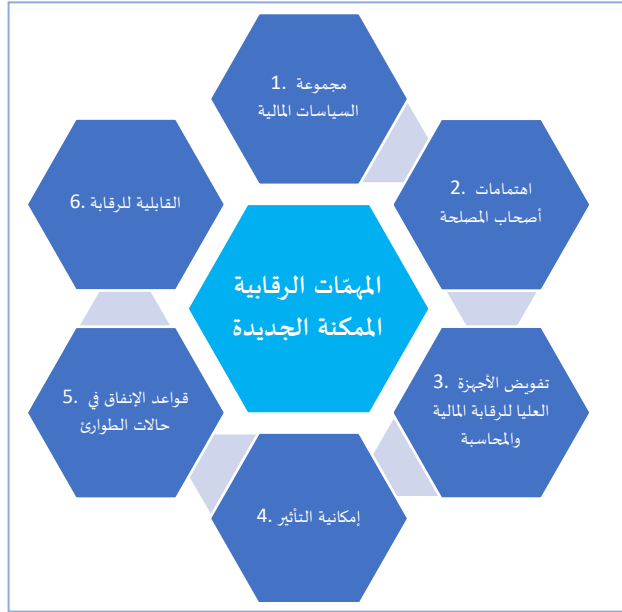 1. مجموعة
السياسات المالية
2. اهتمامات
أصحاب المصلحة
3. تفويض الأجهزة
العليا للرقابة المالية
والمحاسبة
4. إمكانية التأثير
5. قواعد الإنفاق في
حالات الطوارئ
6. القابلية للرقابة
المهمّات الرقابية
الممكنة الجديدة